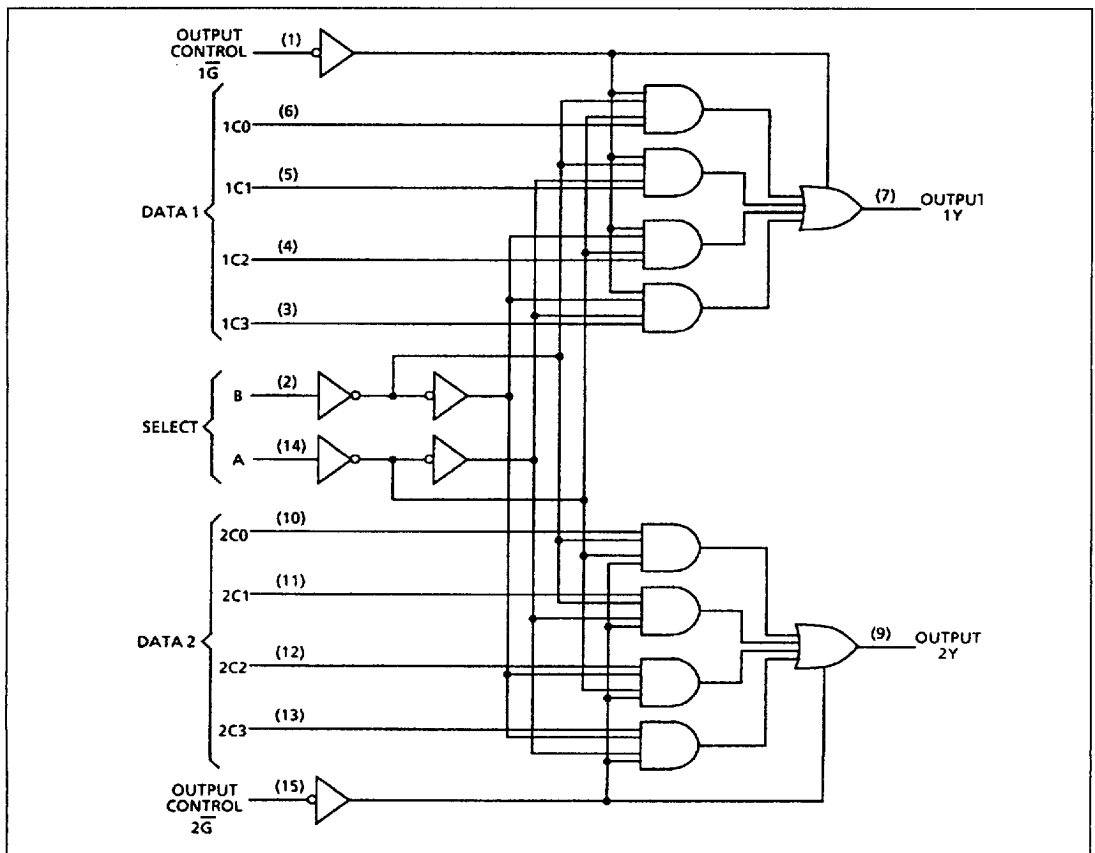 OUTPUT
CONTROL
1G̅
(1)
1C0
(6)
1C1
(5)
DATA 1
1C2
(4)
1C3
(3)
(7)
OUTPUT
1Y
B
(2)
SELECT
A
(14)
2C0
(10)
2C1
(11)
DATA 2
2C2
(12)
2C3
(13)
(9)
OUTPUT
2Y
OUTPUT
CONTROL
2G̅
(15)